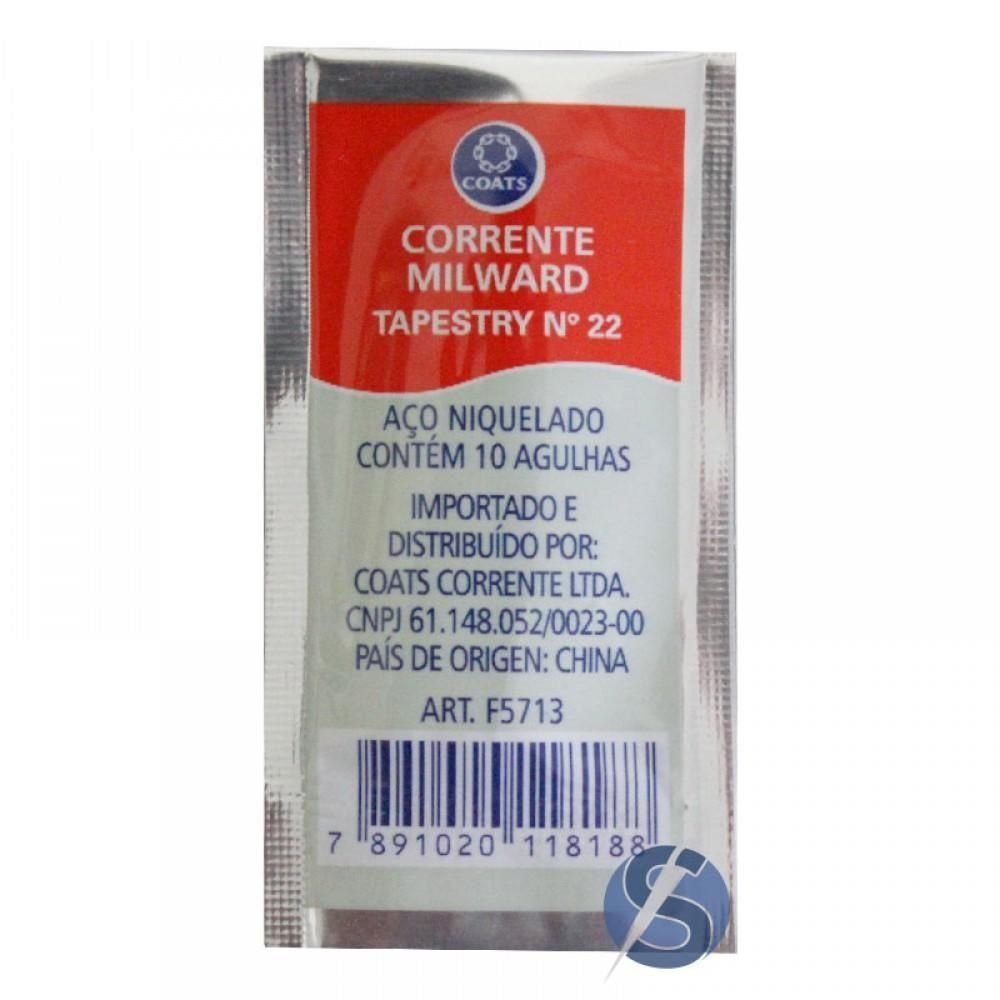 COATS
CORRENTE
MILWARD
TAPESTRY Nº 22
AÇO NIQUELADO
CONTÉM 10 AGULHAS
IMPORTADO E
DISTRIBUÍDO POR:
COATS CORRENTE LTDA.
CNPJ 61.148.052/0023-00
PAÍS DE ORIGEN: CHINA
ART. F5713
7 891020 118188
S